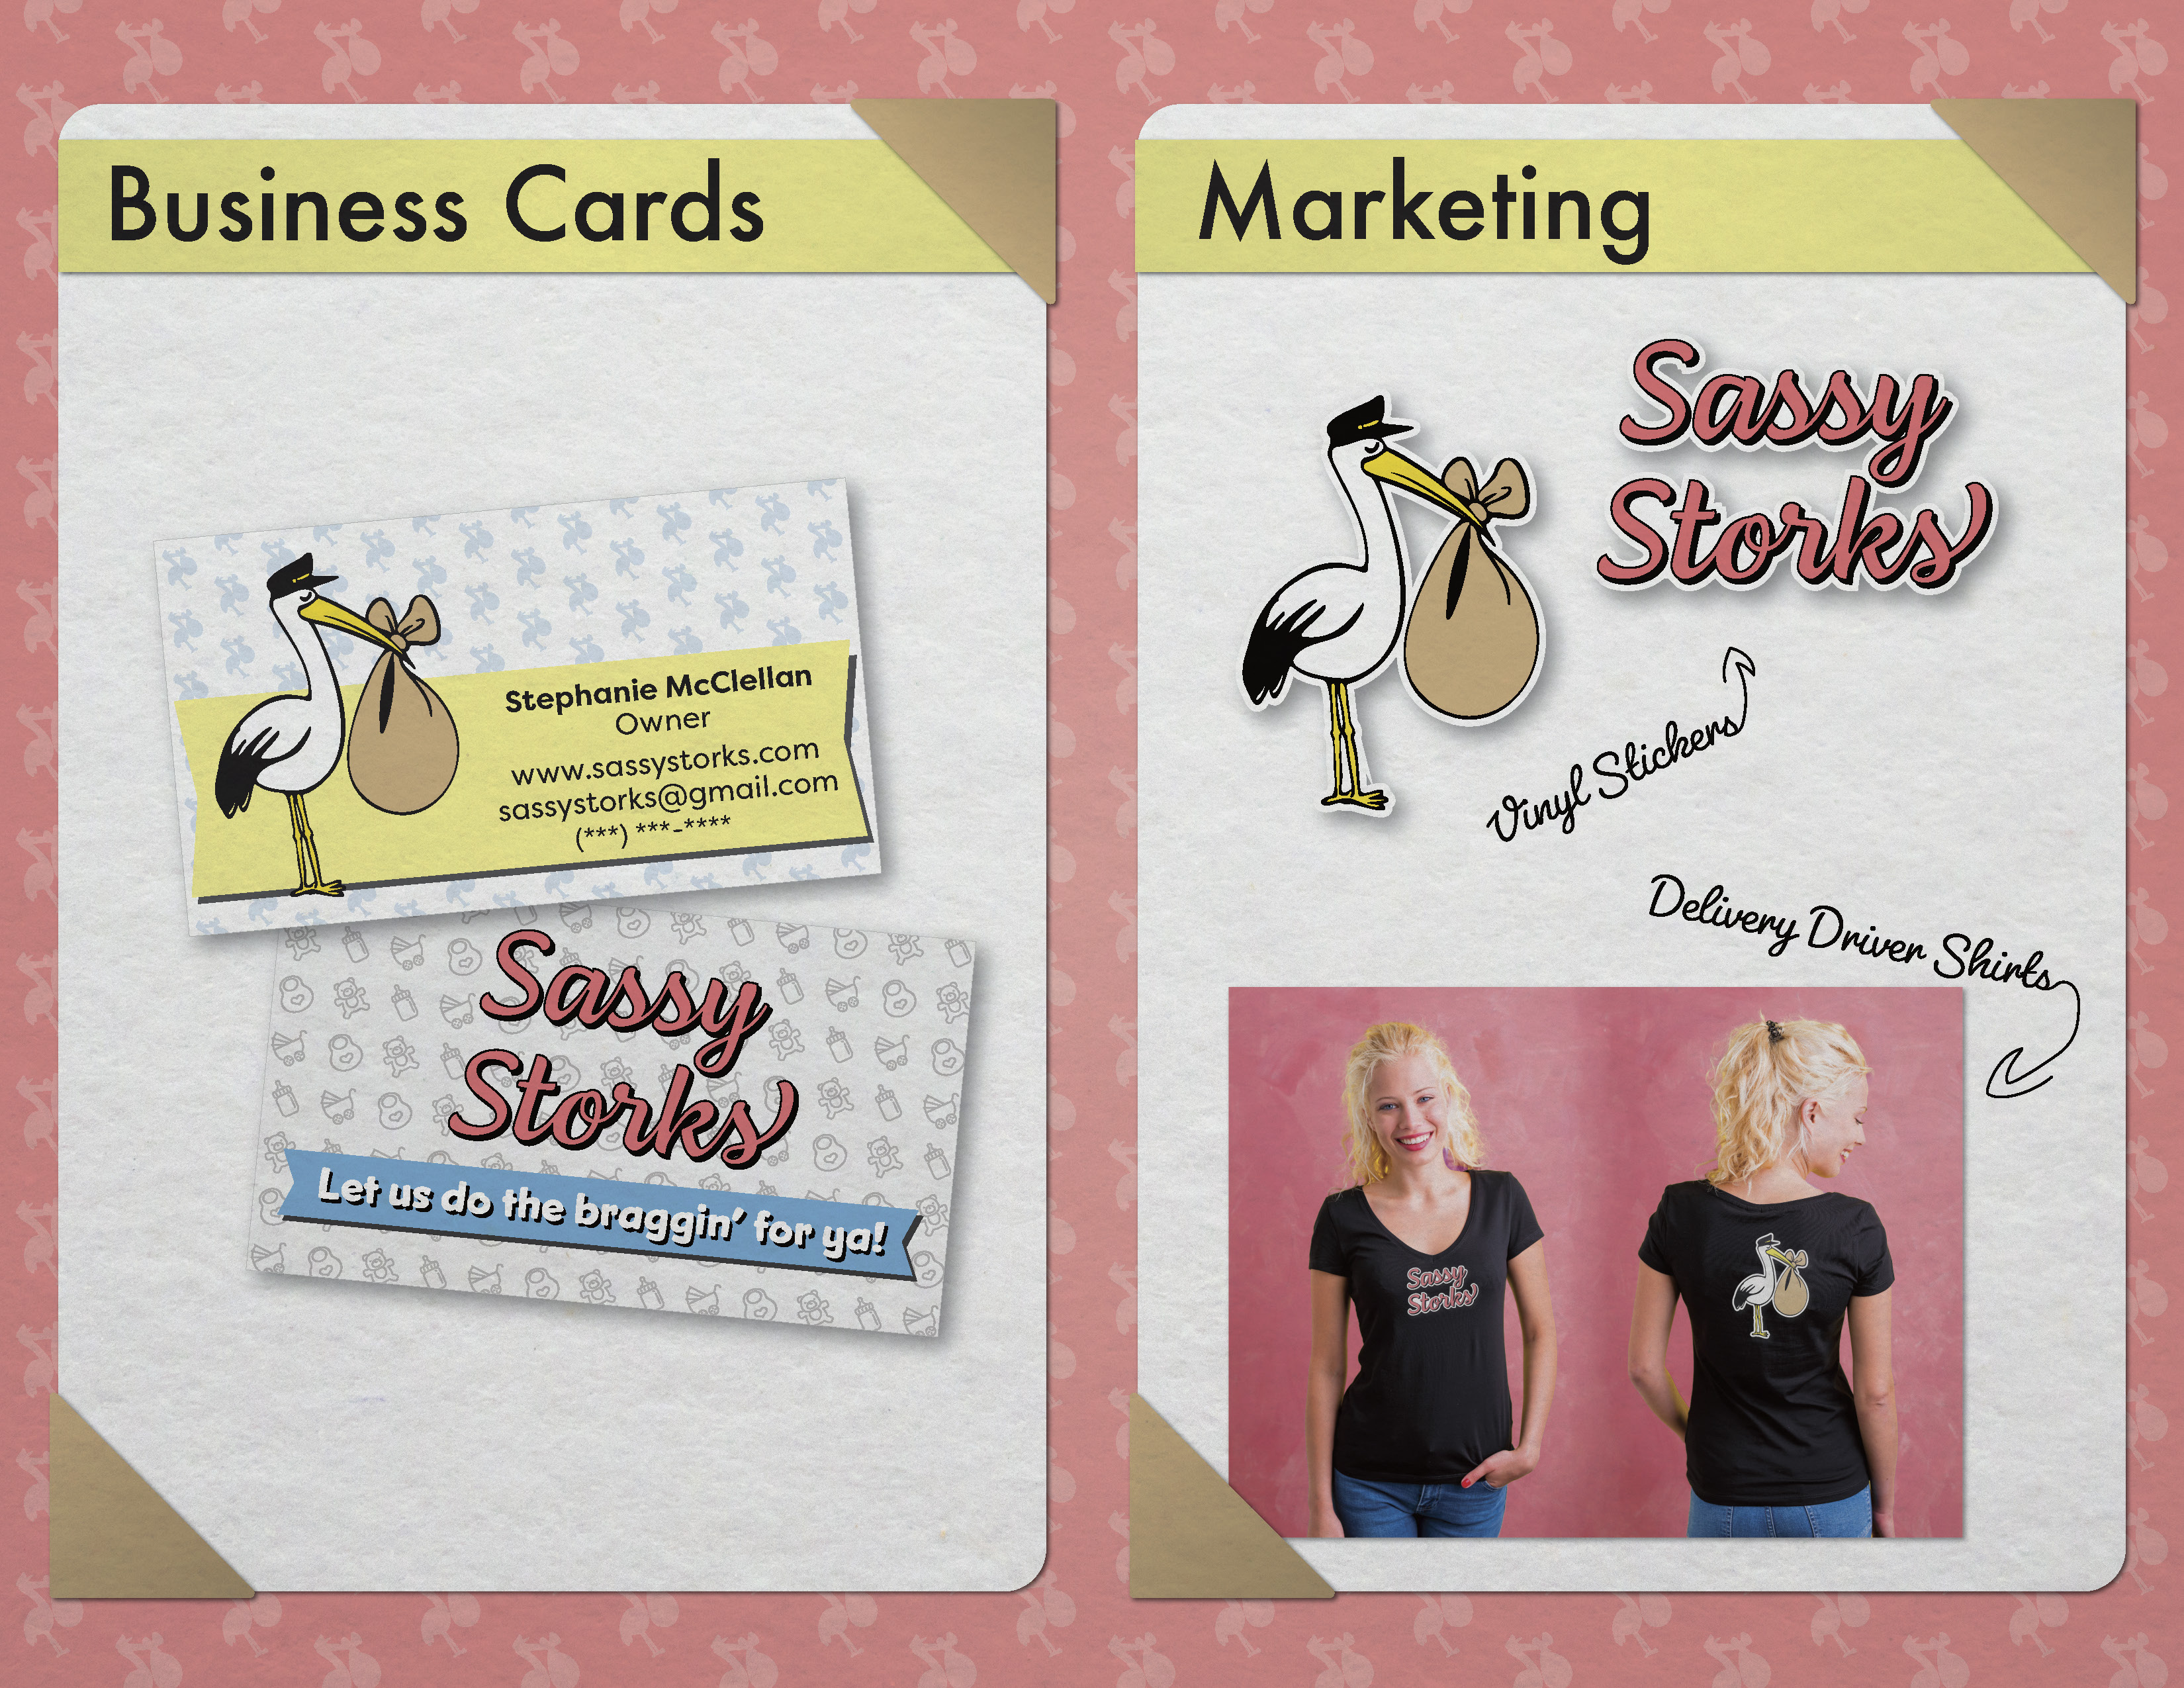 Business Cards
Stephanie McClellan
Owner
www.sassystorks.com
sassystorks@gmail.com
(***) ***-****
Sassy
Storks
Let us do the braggin' for ya!
Marketing
Sassy
Storks
Vinyl Stickers
Delivery Driver Shirts
Sassy
Storks